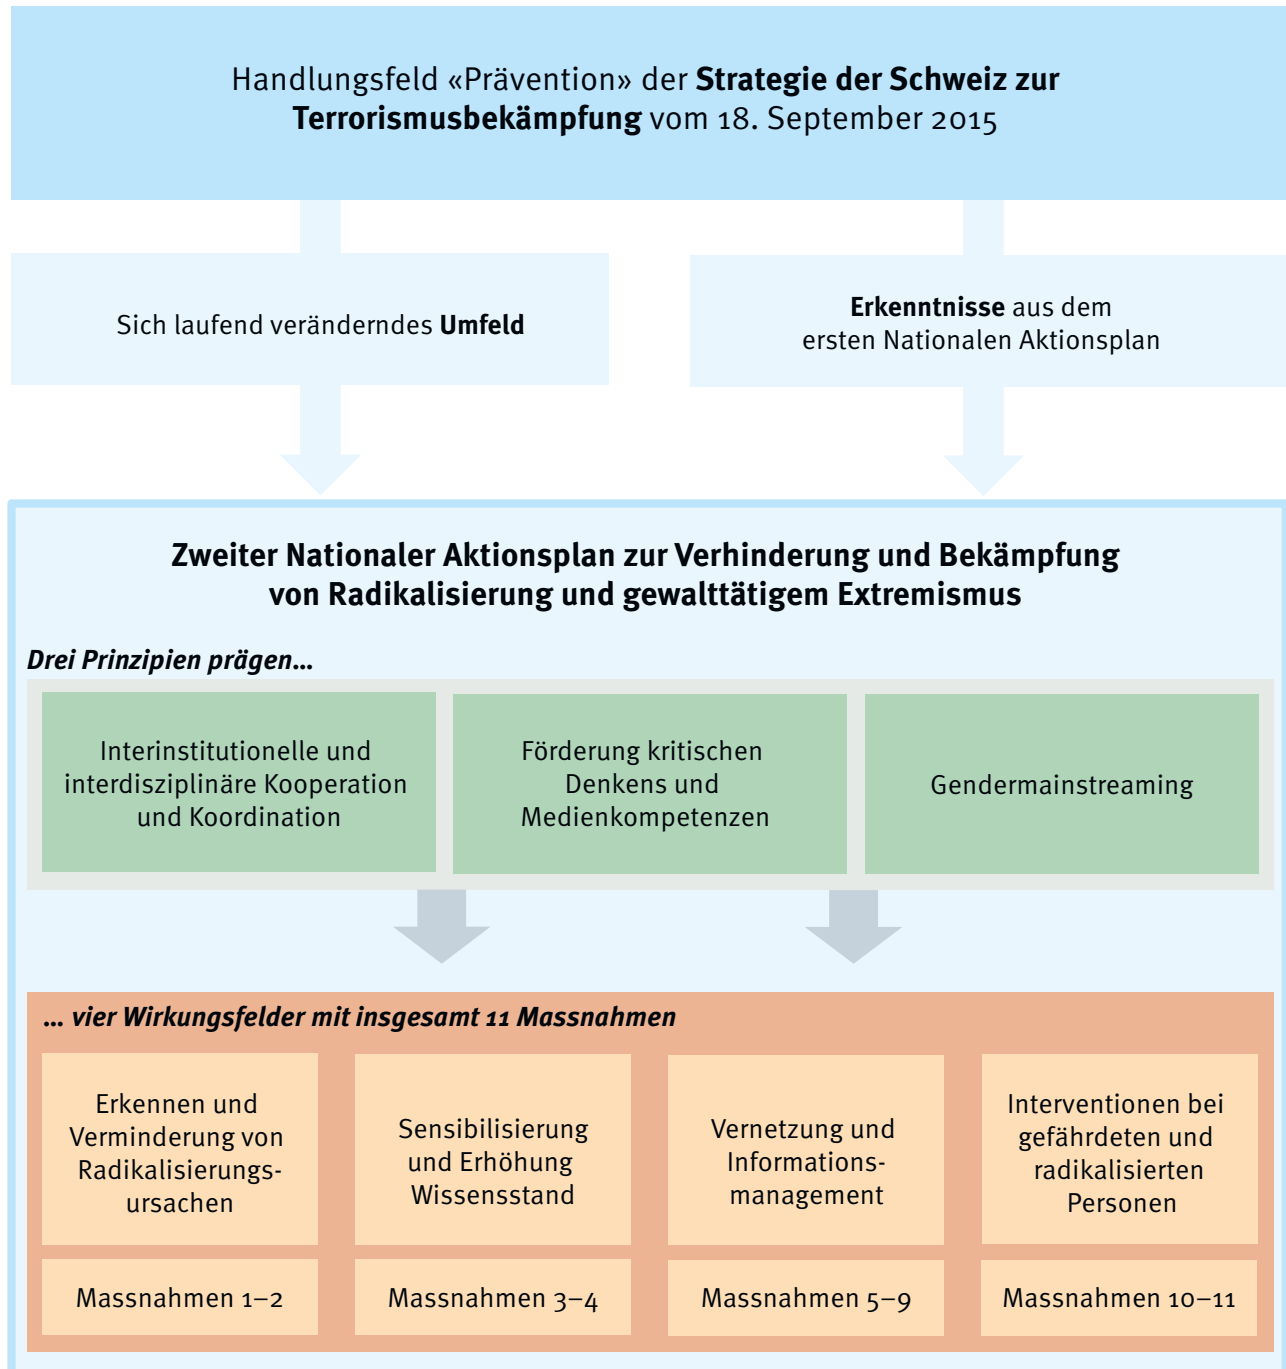 Handlungsfeld «Prävention» der Strategie der Schweiz zur
Terrorismusbekämpfung vom 18. September 2015
Sich laufend veränderndes Umfeld
Erkenntnisse aus dem
ersten Nationalen Aktionsplan
Zweiter Nationaler Aktionsplan zur Verhinderung und Bekämpfung
von Radikalisierung und gewalttätigem Extremismus
Drei Prinzipien prägen...
Interinstitutionelle und
interdisziplinäre Kooperation
und Koordination
Förderung kritischen
Denkens und
Medienkompetenzen
Gendermainstreaming
... vier Wirkungsfelder mit insgesamt 11 Massnahmen
Erkennen und
Verminderung von
Radikalisierungs-
ursachen
Sensibilisierung
und Erhöhung
Wissensstand
Vernetzung und
Informations-
management
Interventionen bei
gefährdeten und
radikalisierten
Personen
Massnahmen 1–2
Massnahmen 3–4
Massnahmen 5–9
Massnahmen 10–11